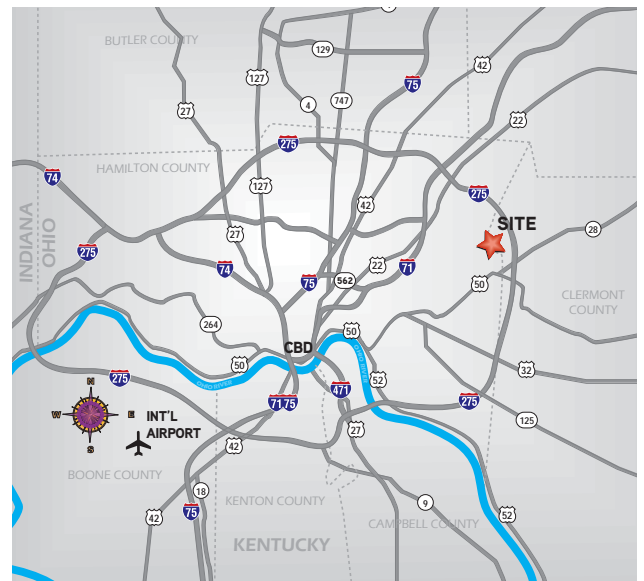 BUTLER COUNTY
129
42
127
75
27
4
747
22
275
HAMILTON COUNTY
74
127
275
42
SITE
28
INDIANA
OHIO
27
275
74
22
71
75
562
50
CLERMONT
COUNTY
264
50
CBD
OHIO RIVER
50
32
OHIO RIVER
275
52
N
W
E
S
INT'L
AIRPORT
71
75
471
275
27
125
42
BOONE COUNTY
18
9
KENTON COUNTY
75
42
CAMPBELL COUNTY
52
KENTUCKY